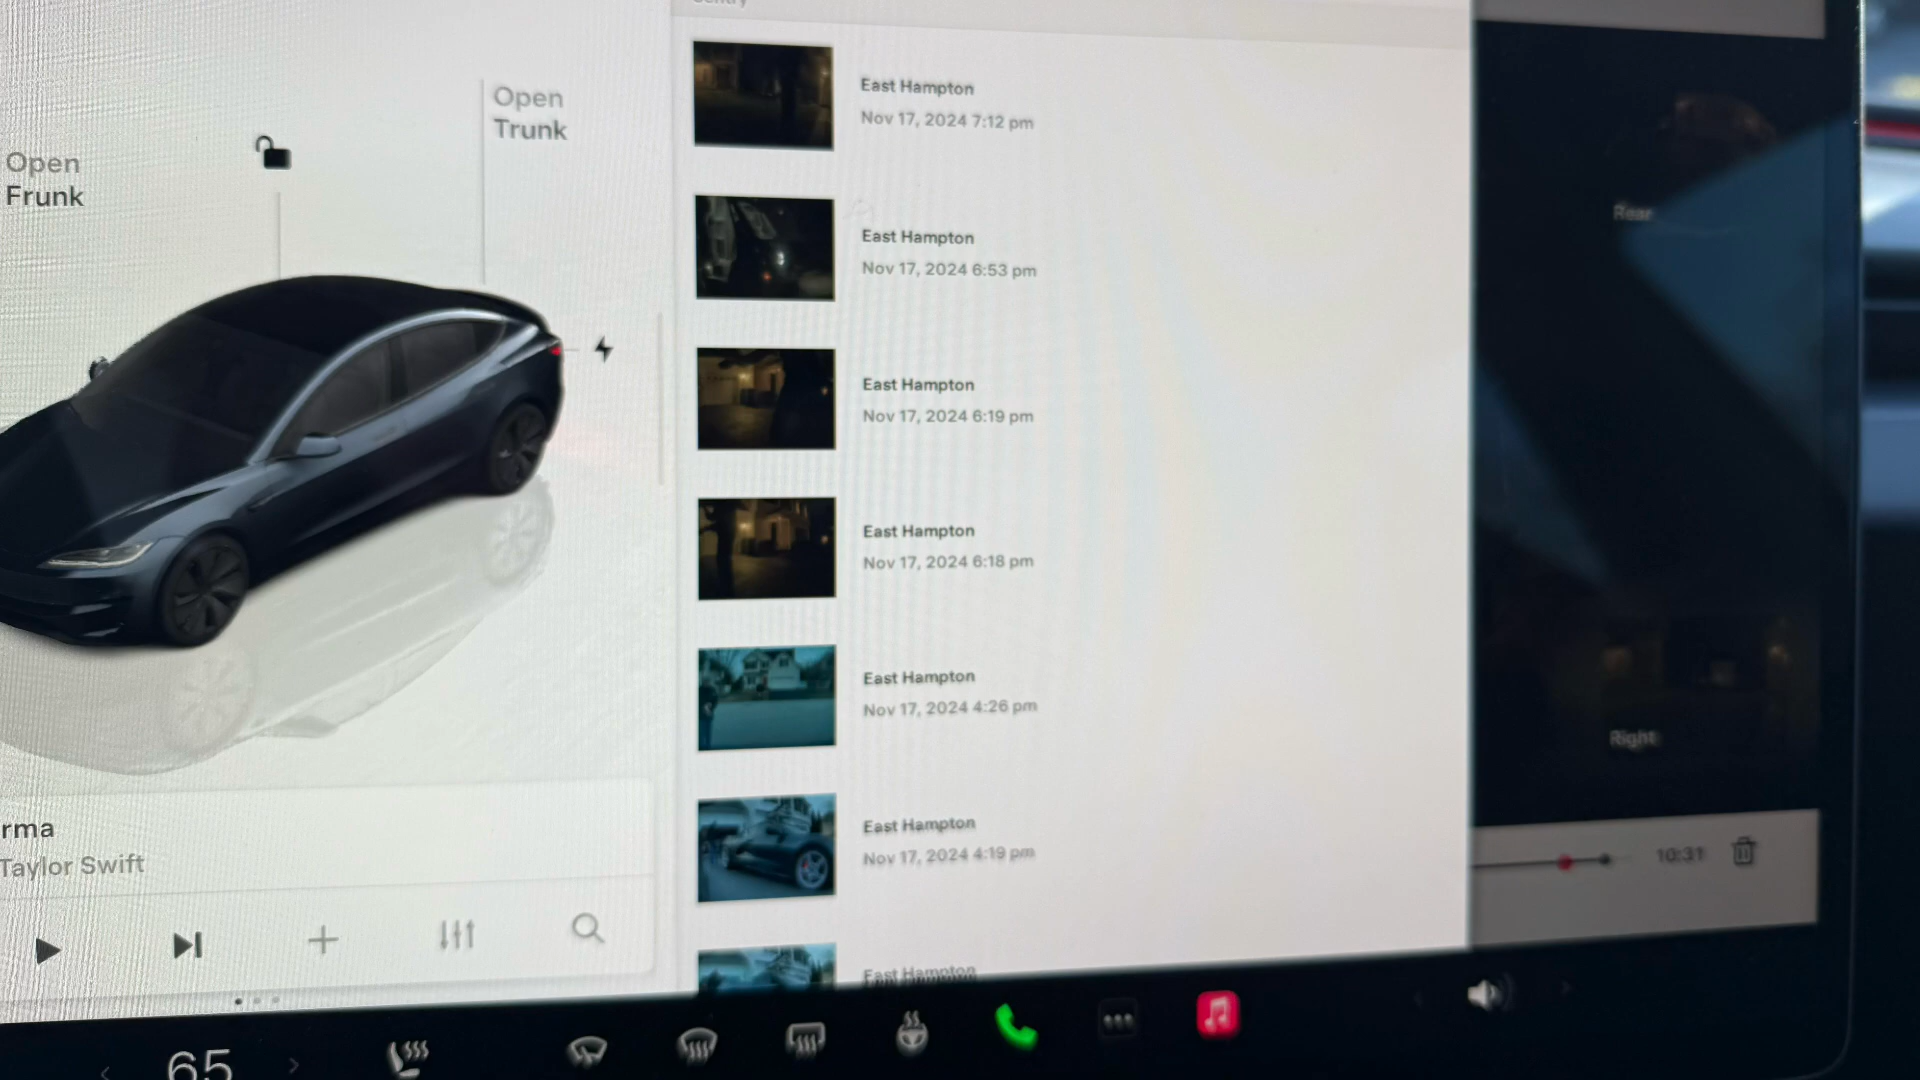 Sentry
Open
Trunk
Open
Frunk
rma
Taylor Swift
65
East Hampton
Nov 17, 2024 7:12 pm
East Hampton
Nov 17, 2024 6:53 pm
East Hampton
Nov 17, 2024 6:19 pm
East Hampton
Nov 17, 2024 6:18 pm
East Hampton
Nov 17, 2024 4:26 pm
East Hampton
Nov 17, 2024 4:19 pm
East Hampton
Rear
Right
10:31